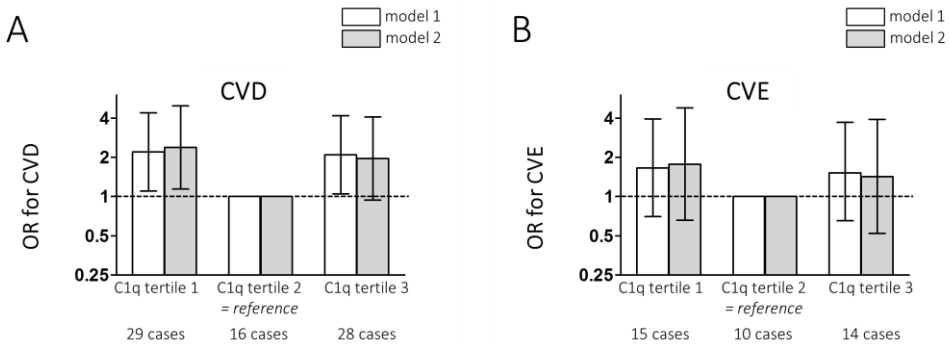 A
model 1
model 2
CVD
OR for CVD
4
2
1
0.5
0.25
C1q tertile 1
C1q tertile 2
= reference
C1q tertile 3
29 cases
16 cases
28 cases
B
model 1
model 2
CVE
OR for CVE
4
2
1
0.5
0.25
C1q tertile 1
C1q tertile 2
= reference
C1q tertile 3
15 cases
10 cases
14 cases